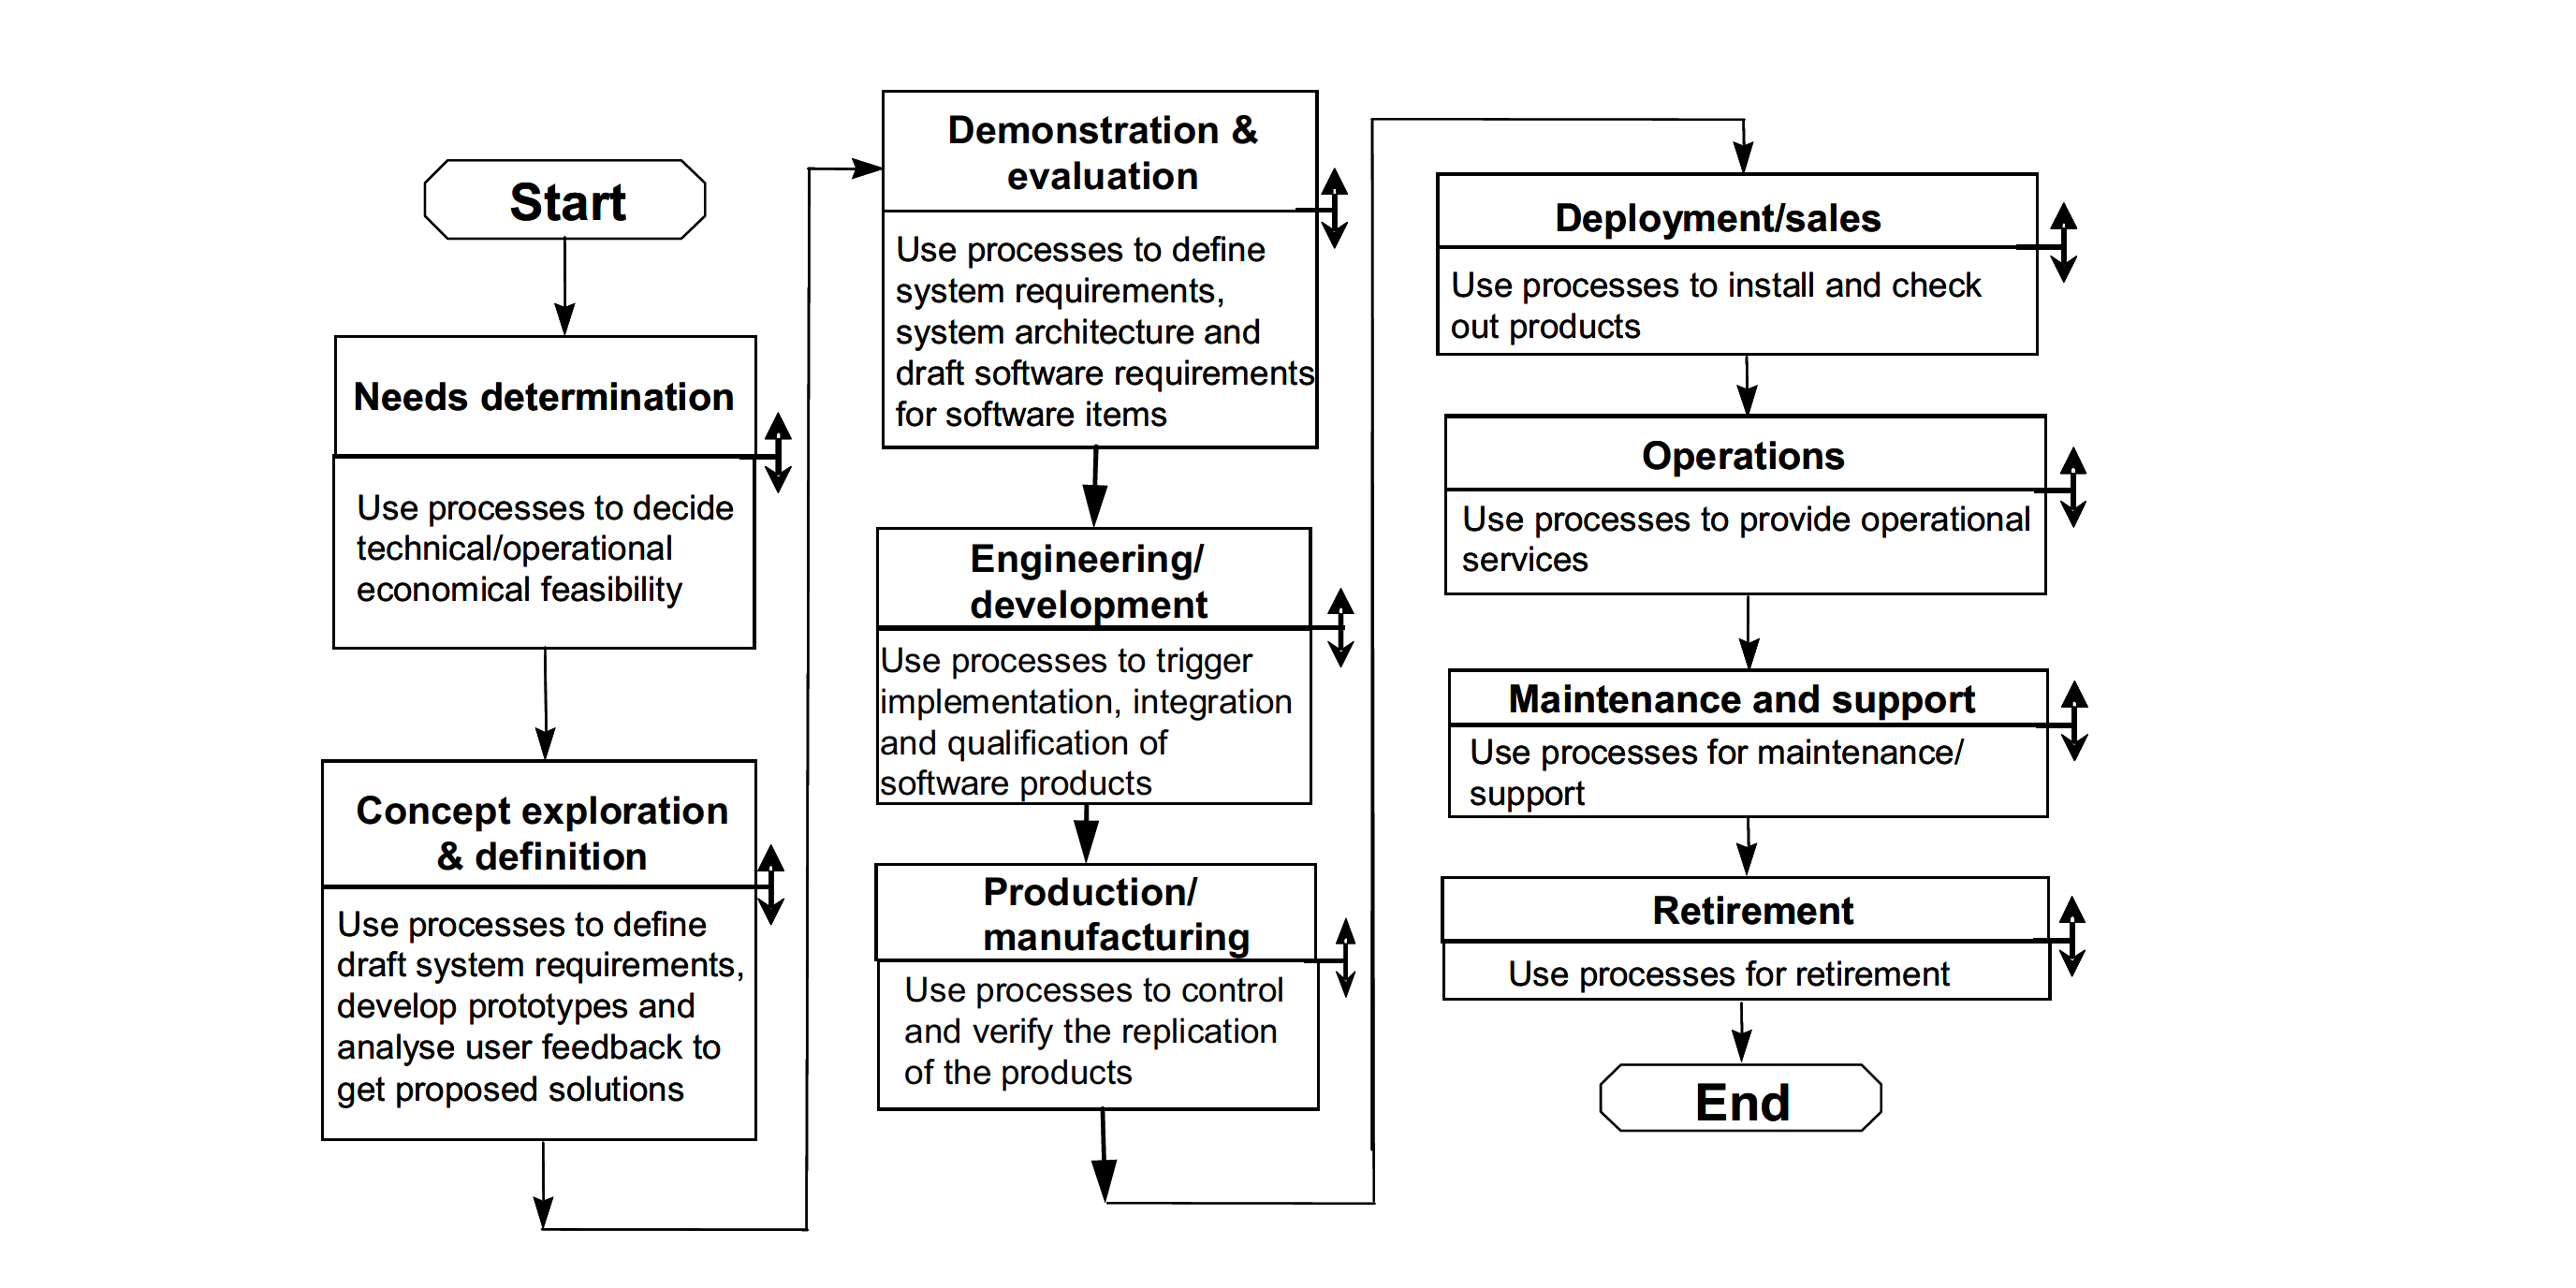 Start
Needs determination
Use processes to decide
technical/operational
economical feasibility
Concept exploration
& definition
Use processes to define
draft system requirements,
develop prototypes and
analyse user feedback to
get proposed solutions
Demonstration &
evaluation
Use processes to define
system requirements,
system architecture and
draft software requirements
for software items
Engineering/
development
Use processes to trigger
implementation, integration
and qualification of
software products
Production/
manufacturing
Use processes to control
and verify the replication
of the products
Deployment/sales
Use processes to install and check
out products
Operations
Use processes to provide operational
services
Maintenance and support
Use processes for maintenance/
support
Retirement
Use processes for retirement
End